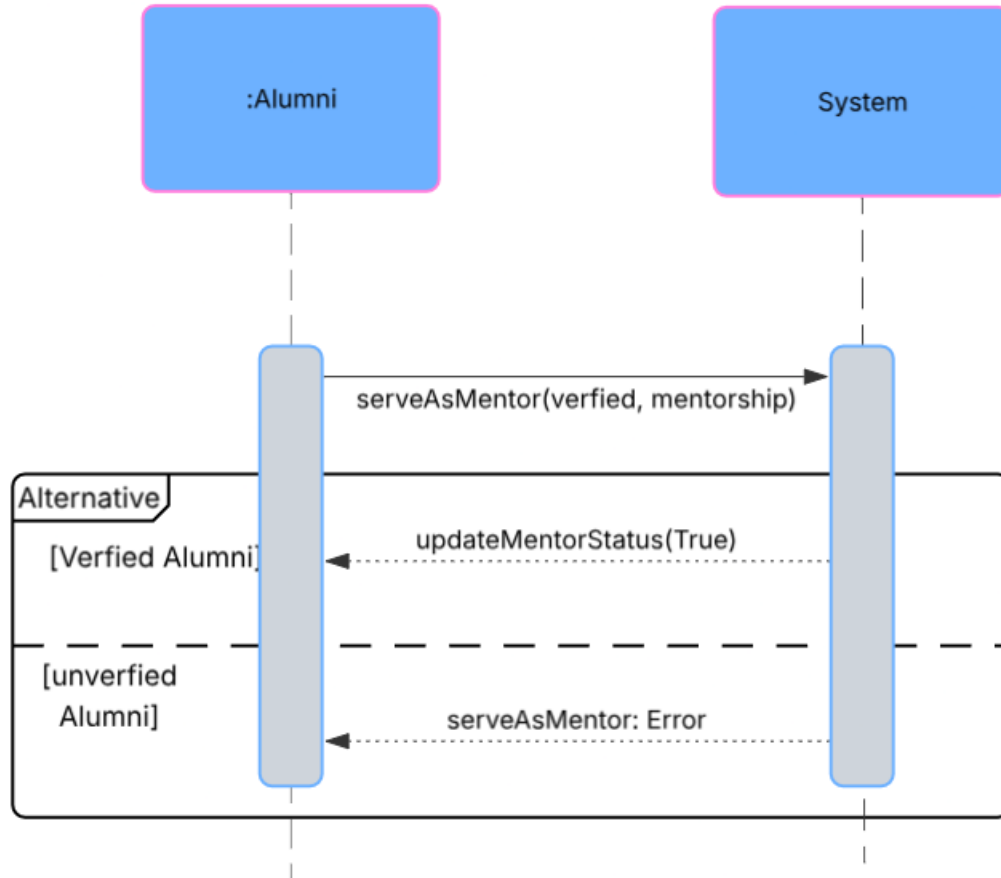 :Alumni
System
serveAsMentor(verfied, mentorship)
Alternative
updateMentorStatus(True)
[Verfied Alumni]
[unverfied
Alumni]
serveAsMentor: Error